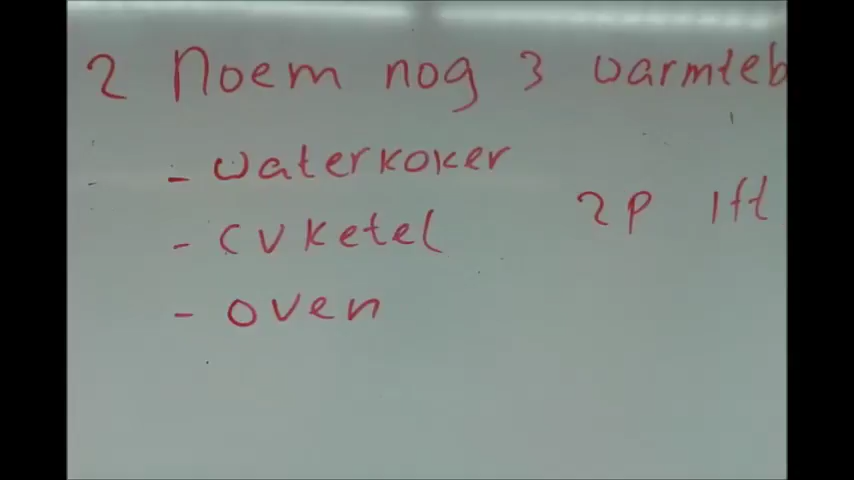 2 Noem nog 3 warmteb
- waterkoker
- CV ketel
- oven
2p 1ft